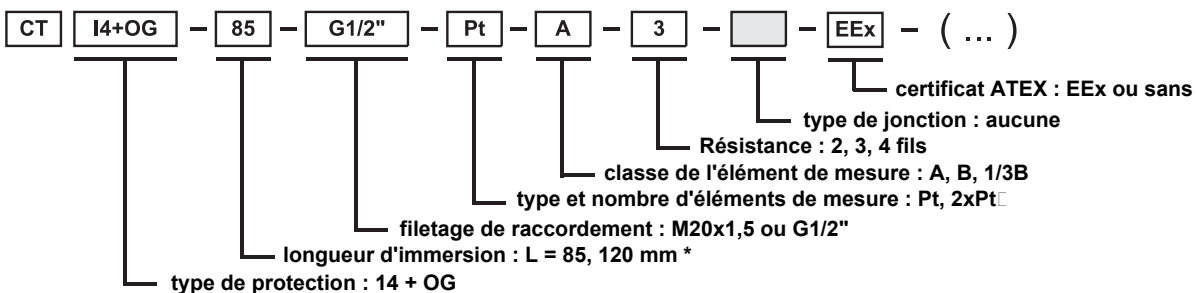 CT I4+OG – 85 – G1/2" – Pt – A – 3 – – EEx – ( ... )
certificat ATEX : EEx ou sans
type de jonction : aucune
Résistance : 2, 3, 4 fils
classe de l'élément de mesure : A, B, 1/3B
type et nombre d'éléments de mesure : Pt, 2xPt□
filetage de raccordement : M20x1,5 ou G1/2"
longueur d'immersion : L = 85, 120 mm *
type de protection : 14 + OG